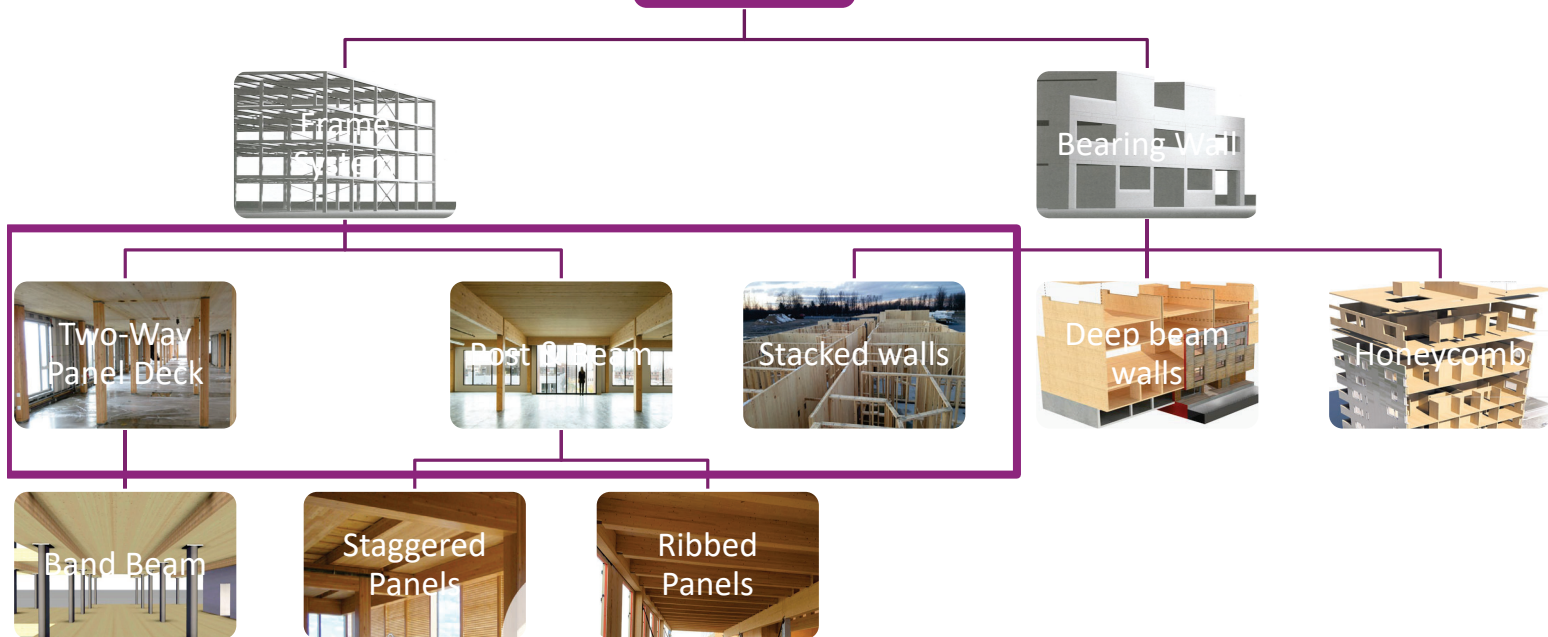 Frame
System
Bearing Wall
Two-Way
Panel Deck
Post & Beam
Stacked walls
Deep beam
walls
Honeycomb
Band Beam
Staggered
Panels
Ribbed
Panels